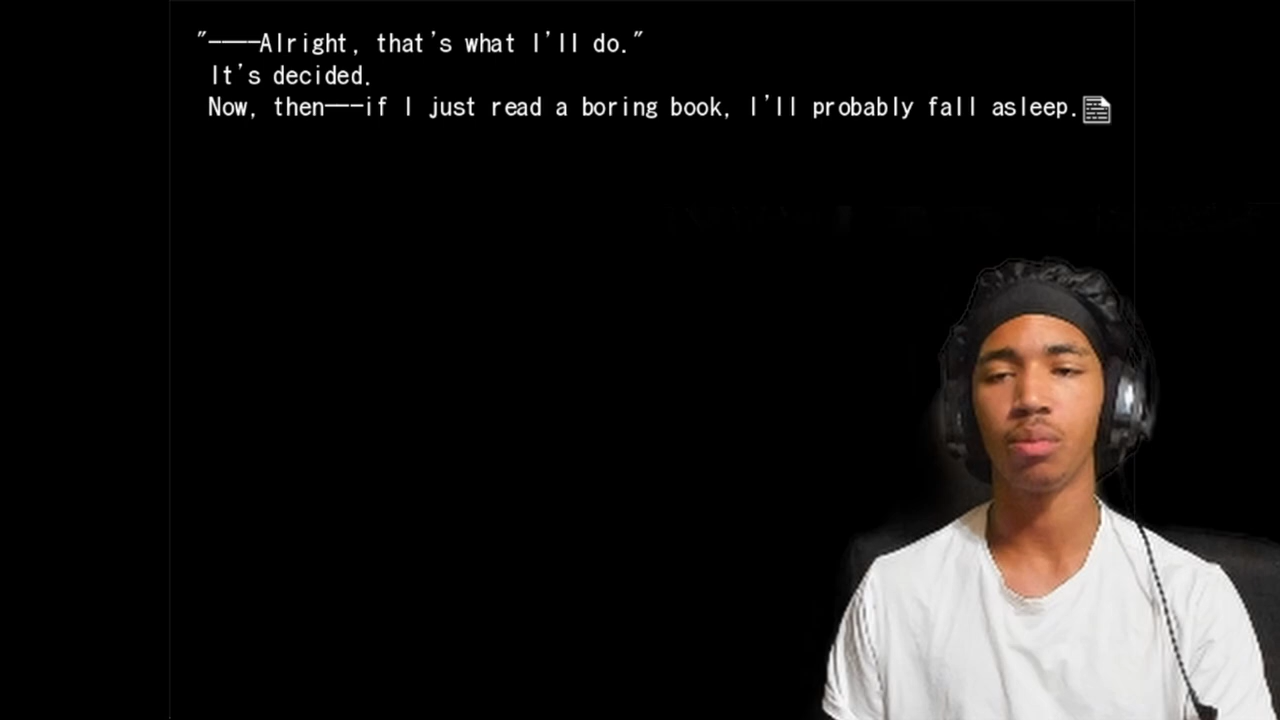 "———Alright, that's what I'll do."
It's decided.
Now, then———if I just read a boring book, I'll probably fall asleep.